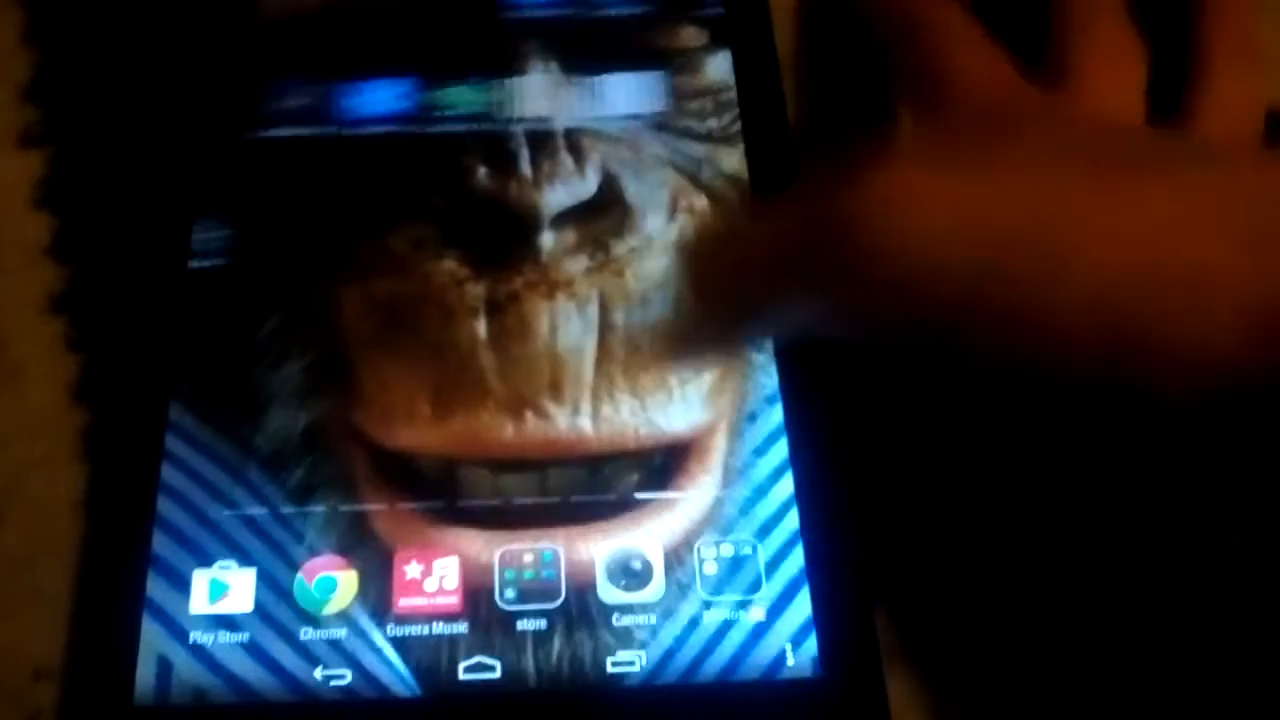 Play Store
Chrome
Guvera Music
store
Camera